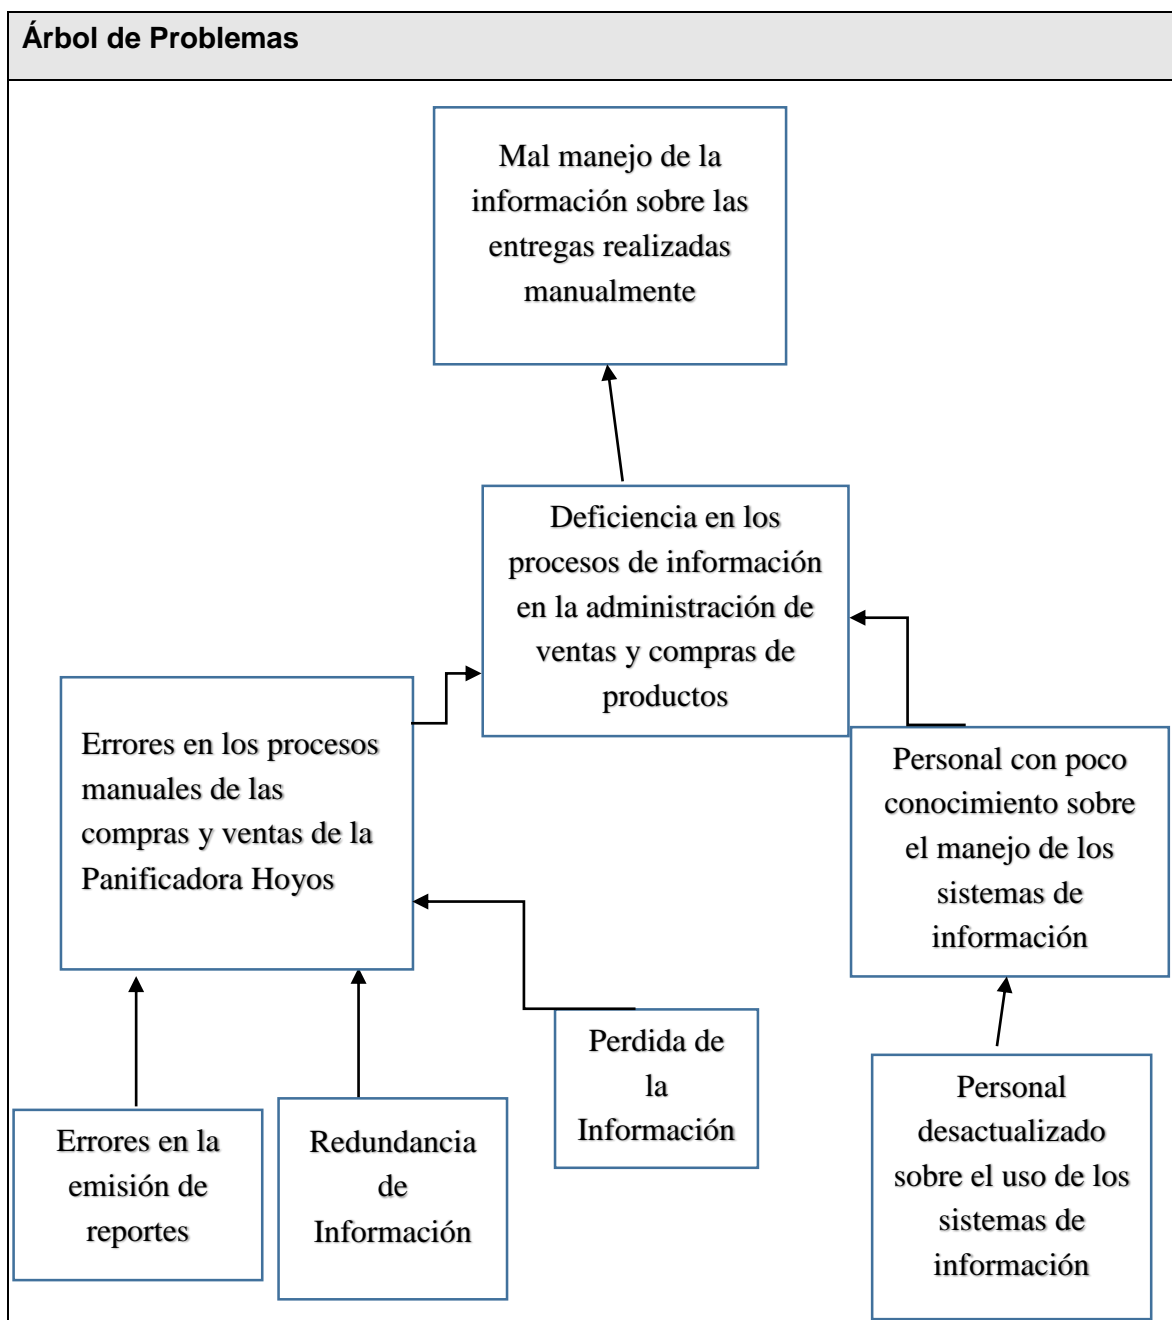 Árbol de Problemas
Mal manejo de la
información sobre las
entregas realizadas
manualmente
Deficiencia en los
procesos de información
en la administración de
ventas y compras de
productos
Errores en los procesos
manuales de las
compras y ventas de la
Panificadora Hoyos
Personal con poco
conocimiento sobre
el manejo de los
sistemas de
información
Perdida de
la
Información
Errores en la
emisión de
reportes
Redundancia
de
Información
Personal
desactualizado
sobre el uso de los
sistemas de
información